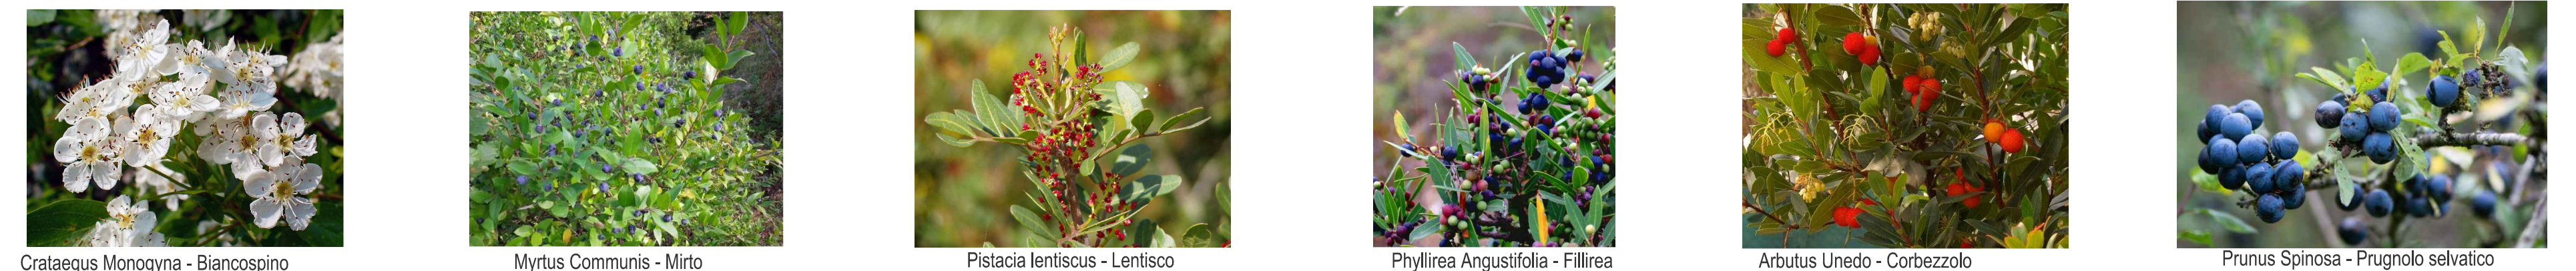 Crataegus Monogyna - Biancospino
Myrtus Communis - Mirto
Pistacia lentiscus - Lentisco
Phyllirea Angustifolia - Fillirea
Arbutus Unedo - Corbezzolo
Prunus Spinosa - Prugnolo selvatico